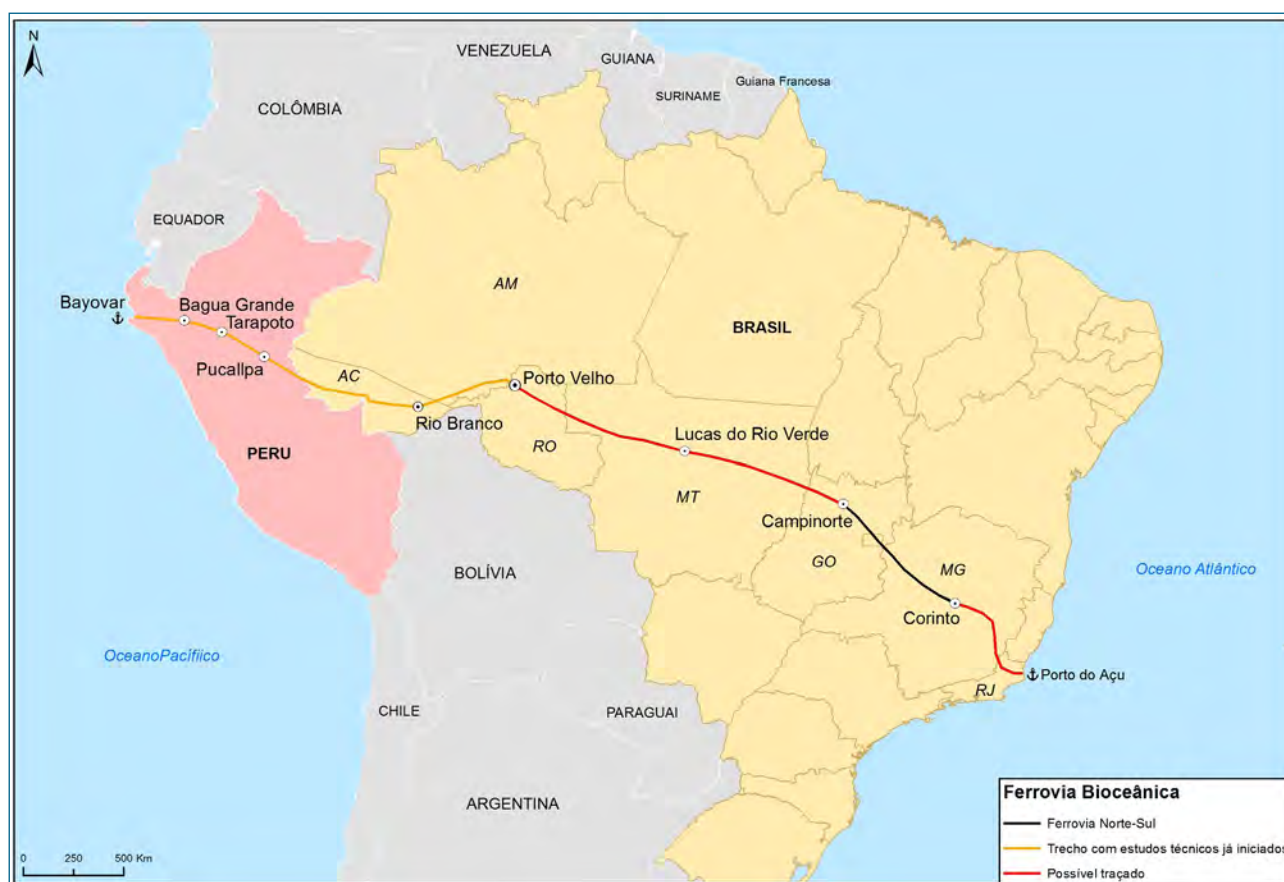 N
VENEZUELA
GUIANA
SURINAME
Guiana Francesa
COLÔMBIA
EQUADOR
AM
BRASIL
Bayovar
Bagua Grande
Tarapoto
Pucallpa
AC
Porto Velho
Rio Branco
RO
Lucas do Rio Verde
PERU
MT
Campinorte
GO
MG
BOLÍVIA
Corinto
Oceano Atlântico
OceanoPacífiico
RJ
Porto do Açu
CHILE
PARAGUAI
ARGENTINA
Ferrovia Bioceânica
Ferrovia Norte-Sul
Trecho com estudos técnicos já iniciados
Possível traçado
0 250 500 Km